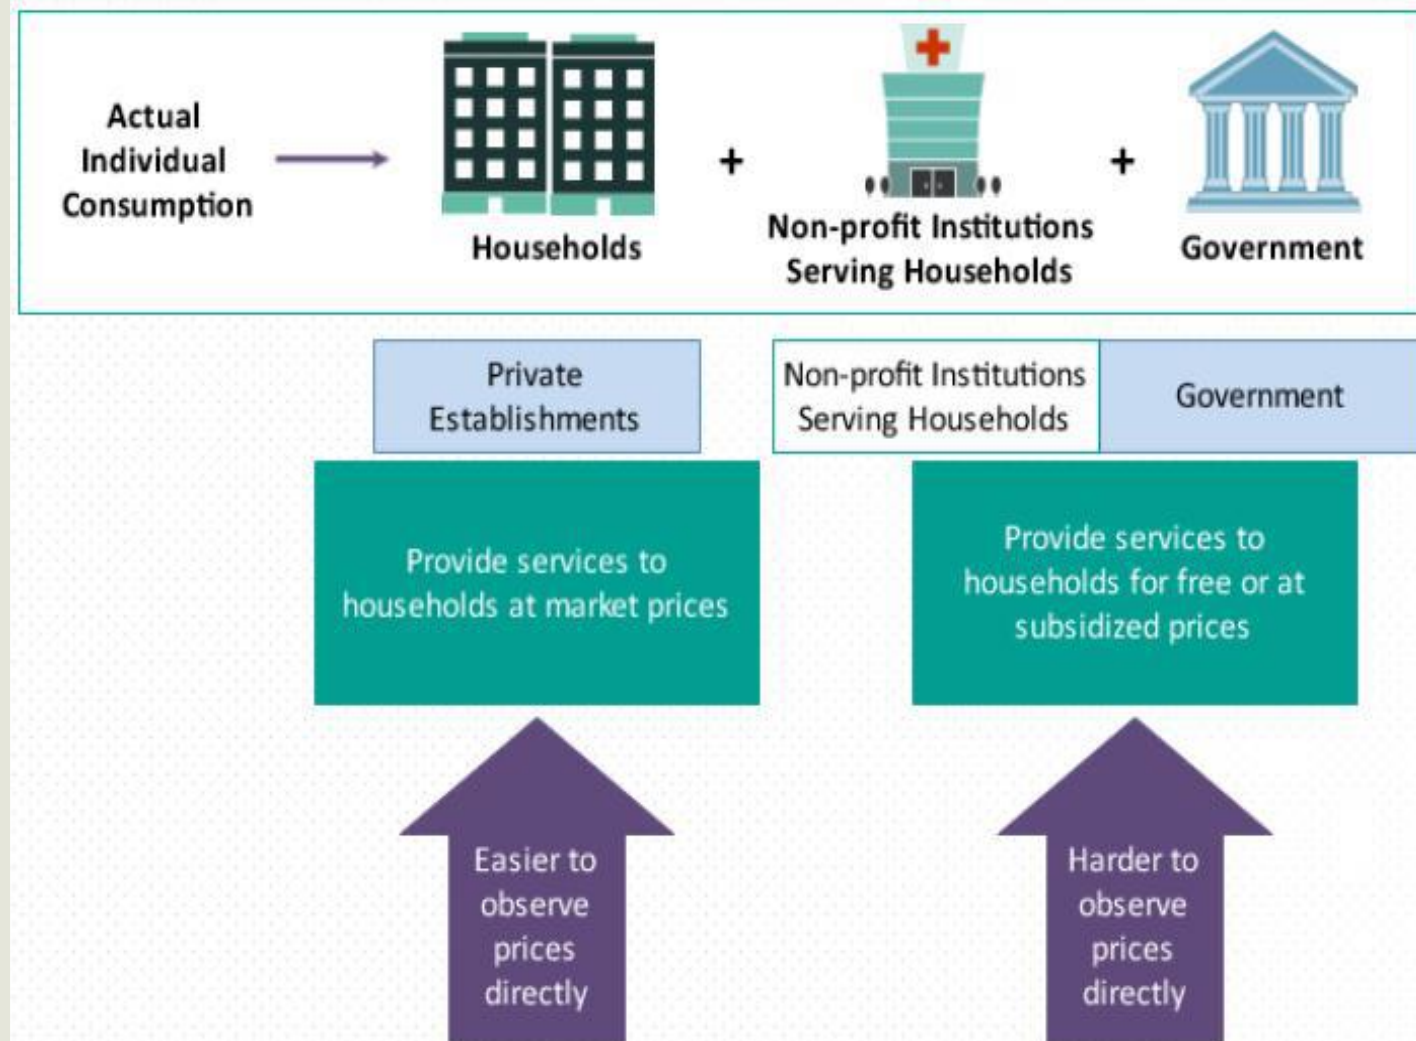 Actual
Individual
Consumption
+
+
Households
Non-profit Institutions
Serving Households
Government
Private
Establishments
Non-profit Institutions
Serving Households
Government
Provide services to
households at market prices
Provide services to
households for free or at
subsidized prices
Easier to
observe
prices
directly
Harder to
observe
prices
directly